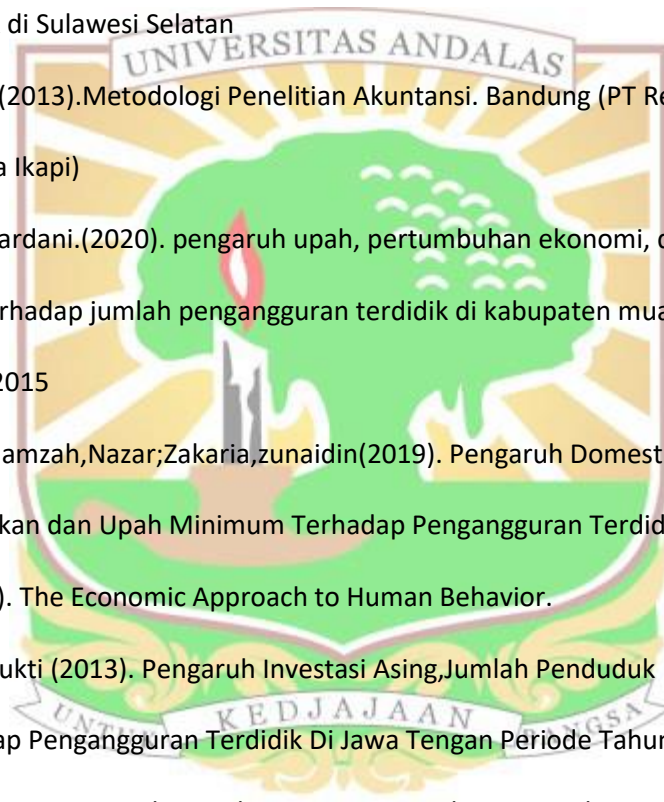 di Sulawesi Selatan
UNIVERSITAS ANDALAS
(2013).Metodologi Penelitian Akuntansi. Bandung (PT Re
a Ikapi)
ardani.(2020). pengaruh upah, pertumbuhan ekonomi, d
rhadap jumlah pengangguran terdidik di kabupaten mua
2015
amzah,Nazar;Zakaria,zunaidin(2019). Pengaruh Domest
kan dan Upah Minimum Terhadap Pengangguran Terdid
). The Economic Approach to Human Behavior.
ukti (2013). Pengaruh Investasi Asing,Jumlah Penduduk
UNTUK KEDJAJAAN BANGSA
ap Pengangguran Terdidik Di Jawa Tengan Periode Tahun